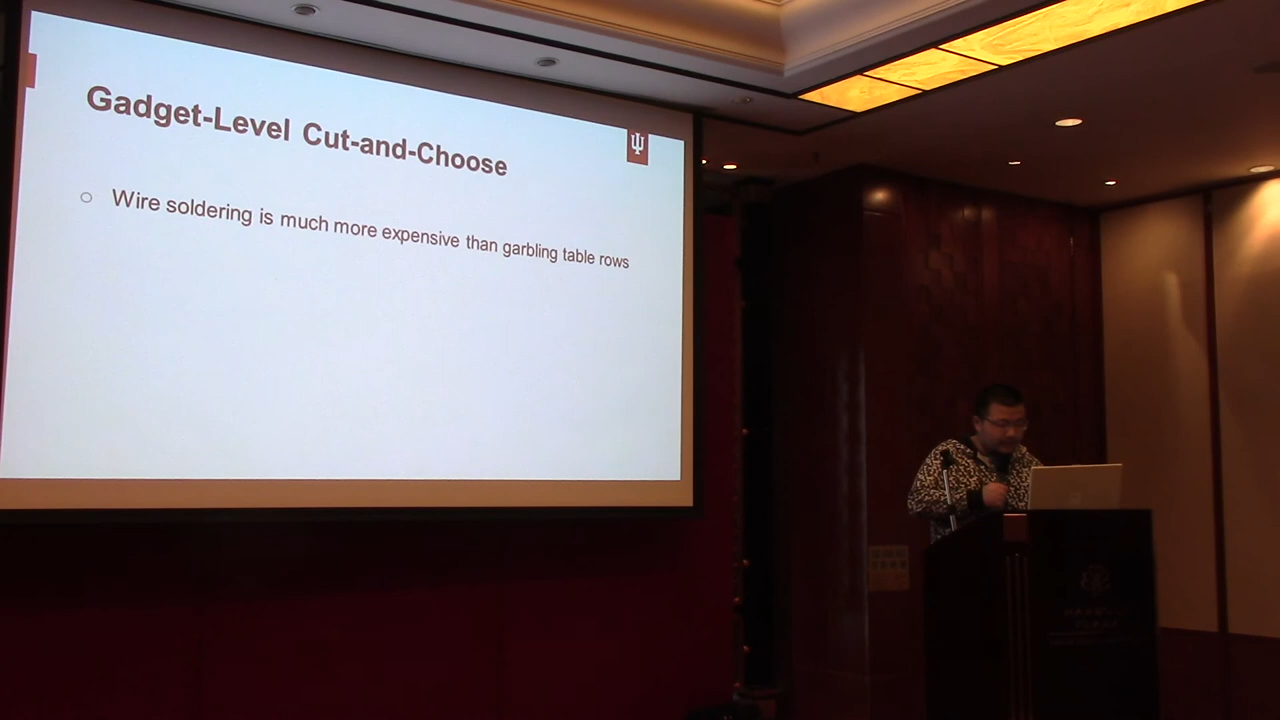 Gadget-Level Cut-and-Choose
Wire soldering is much more expensive than garbling table rows